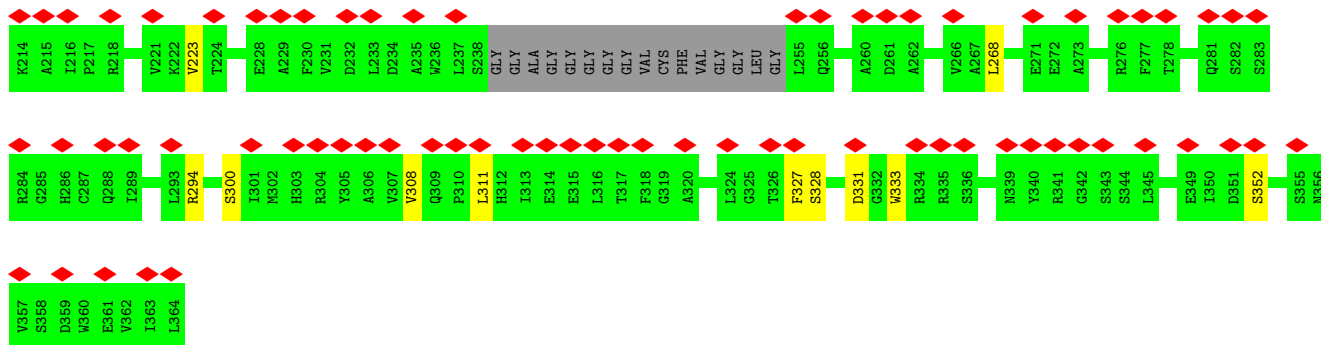 K214 A215 I216 P217 R218 V221 K222 V223 T224 E228 A229 F230 V231 D232 L233 D234 A235 W236 L237 S238 GLY GLY ALA GLY GLY GLY GLY GLY VAL CYS PHE VAL GLY GLY LEU GLY L255 Q256 A260 D261 A262 V266 A267 L268 E271 E272 A273 R276 F277 T278 Q281 S282 S283
R284 G285 H286 C287 Q288 I289 L293 R294 S300 I301 M302 H303 R304 Y305 A306 V307 V308 Q309 P310 L311 H312 I313 E314 E315 L316 T317 F318 G319 A320 L324 G325 T326 F327 S328 D331 G332 W333 R334 R335 S336 N339 Y340 R341 G342 S343 S344 L345 E349 I350 D351 S352 S355 N356
V357 S358 D359 W360 E361 V362 I363 L364